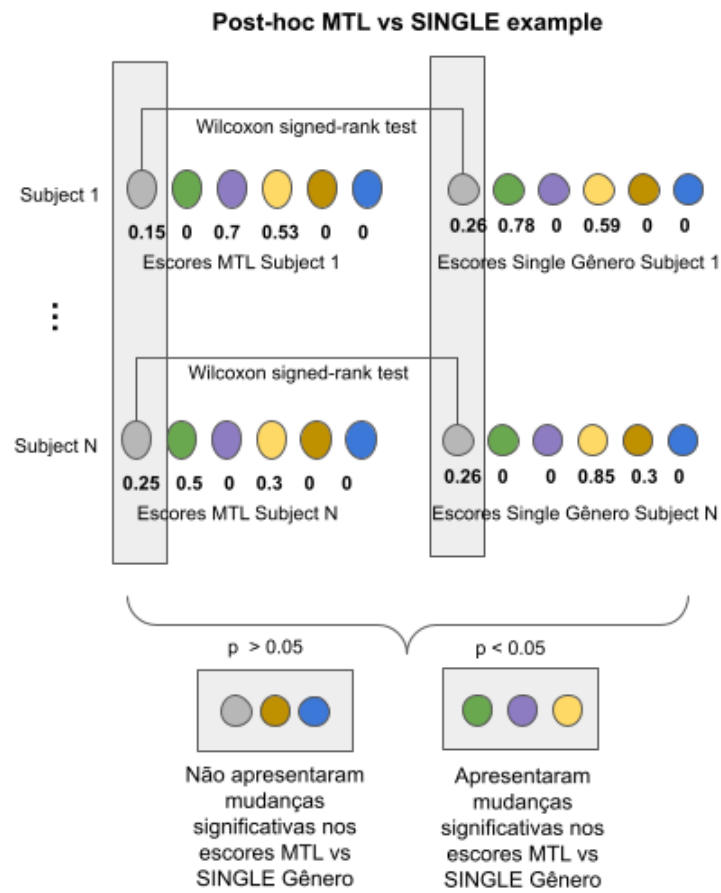 Post-hoc MTL vs SINGLE example
Wilcoxon signed-rank test
Subject 1
0.15 0 0.7 0.53 0 0
0.26 0.78 0 0.59 0 0
Escores MTL Subject 1
Escores Single Gênero Subject 1
⋮
Wilcoxon signed-rank test
Subject N
0.25 0.5 0 0.3 0 0
0.26 0 0 0.85 0.3 0
Escores MTL Subject N
Escores Single Gênero Subject N
p > 0.05
p < 0.05
Não apresentaram
mudanças
significativas nos
escores MTL vs
SINGLE Gênero
Apresentaram
mudanças
significativas nos
escores MTL vs
SINGLE Gênero